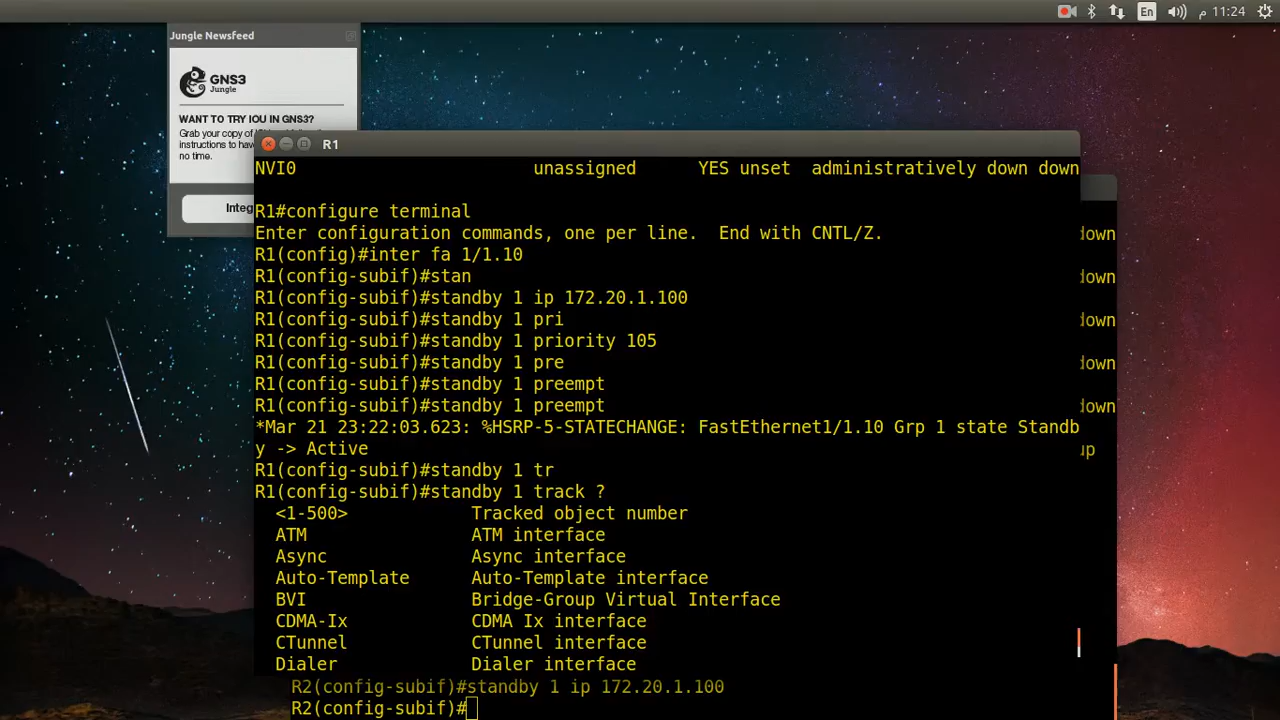 En
م 11:24
Jungle Newsfeed
GNS3
Jungle
WANT TO TRY IOU IN GNS3?
Grab your copy of
instructions to hav
no time.
Integ
R1
NVI0 unassigned YES unset administratively down down
R1#configure terminal
Enter configuration commands, one per line. End with CNTL/Z.
R1(config)#inter fa 1/1.10
R1(config-subif)#stan
R1(config-subif)#standby 1 ip 172.20.1.100
R1(config-subif)#standby 1 pri
R1(config-subif)#standby 1 priority 105
R1(config-subif)#standby 1 pre
R1(config-subif)#standby 1 preempt
R1(config-subif)#standby 1 preempt
*Mar 21 23:22:03.623: %HSRP-5-STATECHANGE: FastEthernet1/1.10 Grp 1 state Standb
y -> Active
R1(config-subif)#standby 1 tr
R1(config-subif)#standby 1 track ?
<1-500> Tracked object number
ATM ATM interface
Async Async interface
Auto-Template Auto-Template interface
BVI Bridge-Group Virtual Interface
CDMA-Ix CDMA Ix interface
CTunnel CTunnel interface
Dialer Dialer interface
down
down
down
down
down
up
R2(config-subif)#standby 1 ip 172.20.1.100
R2(config-subif)#